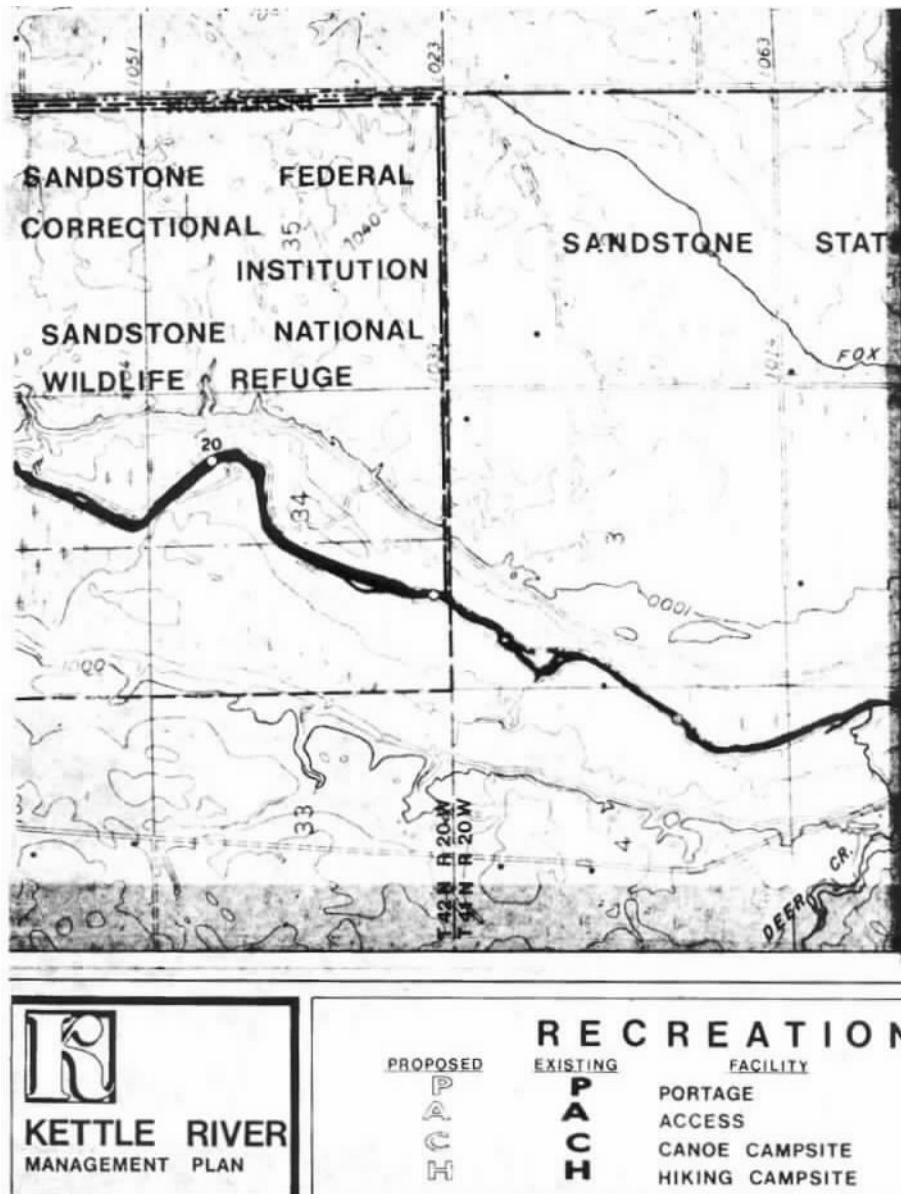 1051
1023
1063
SANDSTONE FEDERAL
CORRECTIONAL
35
1040
INSTITUTION
SANDSTONE STAT
SANDSTONE NATIONAL
WILDLIFE REFUGE
FOX
20
34
3
1000
1000
33
4
T 42 N R 20 W
T 41 N R 20 W
DEER CR.
K
KETTLE RIVER
MANAGEMENT PLAN
RECREATION
PROPOSED EXISTING FACILITY
P P PORTAGE
A A ACCESS
C C CANOE CAMPSITE
H H HIKING CAMPSITE